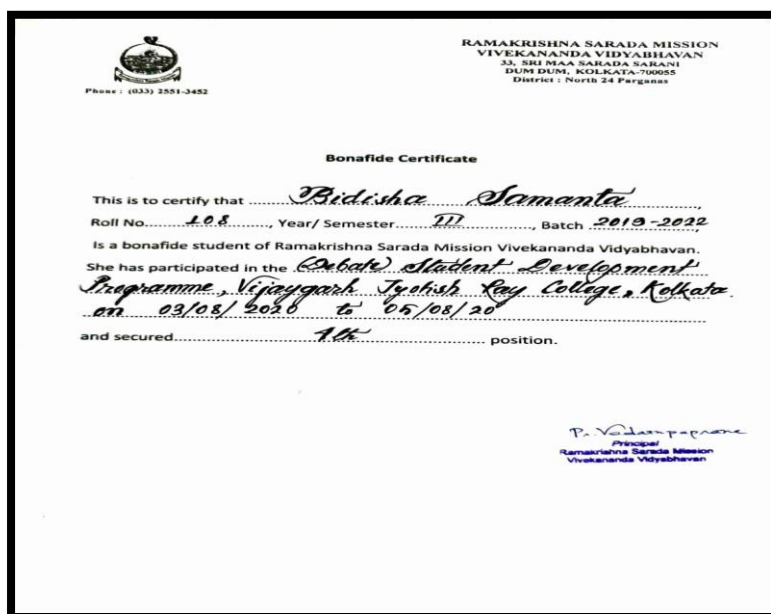 Phone : (033) 2551-3452
RAMAKRISHNA SARADA MISSION
VIVEKANANDA VIDYABHAVAN
33, SRI MAA SARADA SARANI
DUM DUM, KOLKATA-700055
District : North 24 Parganas
Bonafide Certificate
This is to certify that Bidisha Samanta,
Roll No. 108, Year/ Semester III, Batch 2019-2022
Is a bonafide student of Ramakrishna Sarada Mission Vivekananda Vidyabhavan.
She has participated in the (Debate) Student Development
Programme, Vijaygarh Jyotish Ray College, Kolkata.
on 03/08/2020 to 05/08/20
and secured position.
Principal
Ramakrishna Sarada Mission
Vivekananda Vidyabhavan